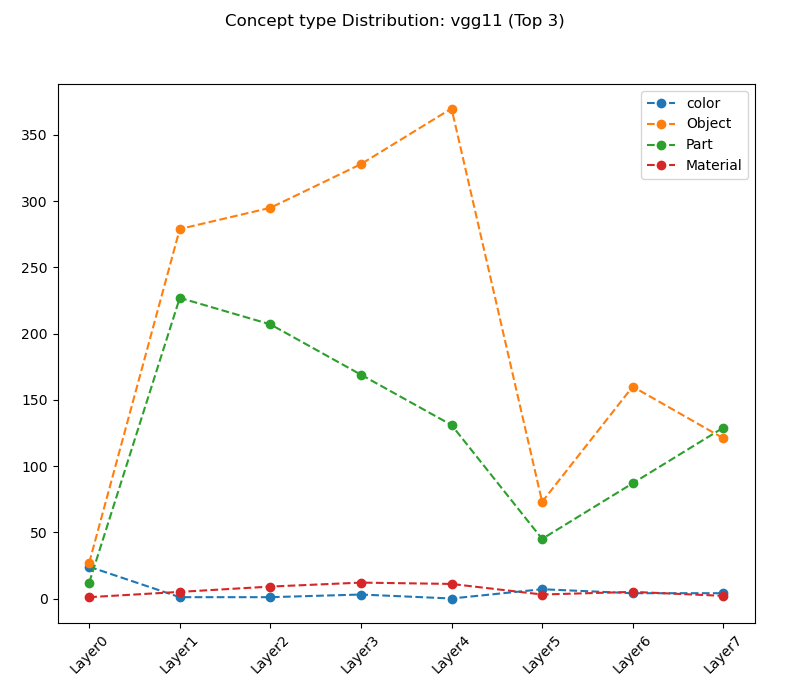 Concept type Distribution: vgg11 (Top 3)
color
Object
Part
Material
350
300
250
200
150
100
50
0
Layer0 Layer1 Layer2 Layer3 Layer4 Layer5 Layer6 Layer7